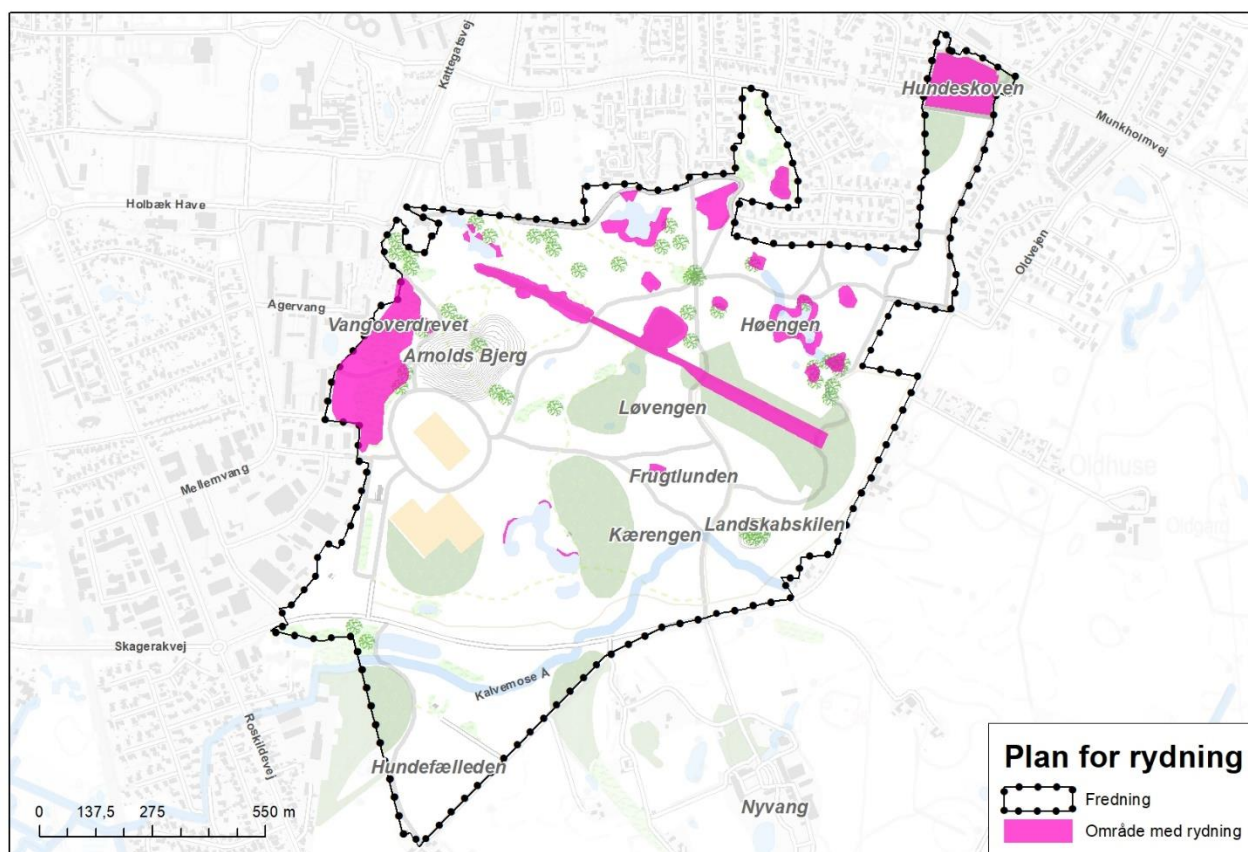 Kattegatsvej
Hundeskoven
Munkholmvej
Holbæk Have
Oldvejen
Agervang
Vangoverdrevet
Høengen
Arnolds Bjerg
Løvengen
Mellemvang
Frugtlunden
Oldhuse
Oldgård
Kærengen
Landskabskilen
Skagerakvej
Kalvemose Å
Roskildevej
Hundefælleden
Nyvang
0 137,5 275 550 m
Plan for rydning
Fredning
Område med rydning